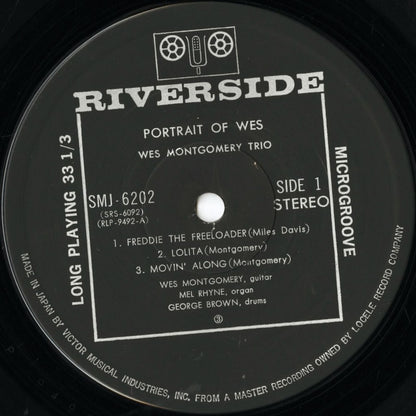 RIVERSIDE
PORTRAIT OF WES
WES MONTGOMERY TRIO
SMJ-6202
(SRS-6092)
(RLP-9492-A)
SIDE 1
STEREO
1. FREDDIE THE FREELOADER (Miles Davis)
2. LOLITA (Montgomery)
3. MOVIN' ALONG (Montgomery)
WES MONTGOMERY, guitar
MEL RHYNE, organ
GEORGE BROWN, drums
③
LONG PLAYING 33 1/3
MICROGROOVE
MADE IN JAPAN BY VICTOR MUSICAL INDUSTRIES, INC. FROM A MASTER RECORDING OWNED BY LOCELE RECORD COMPANY